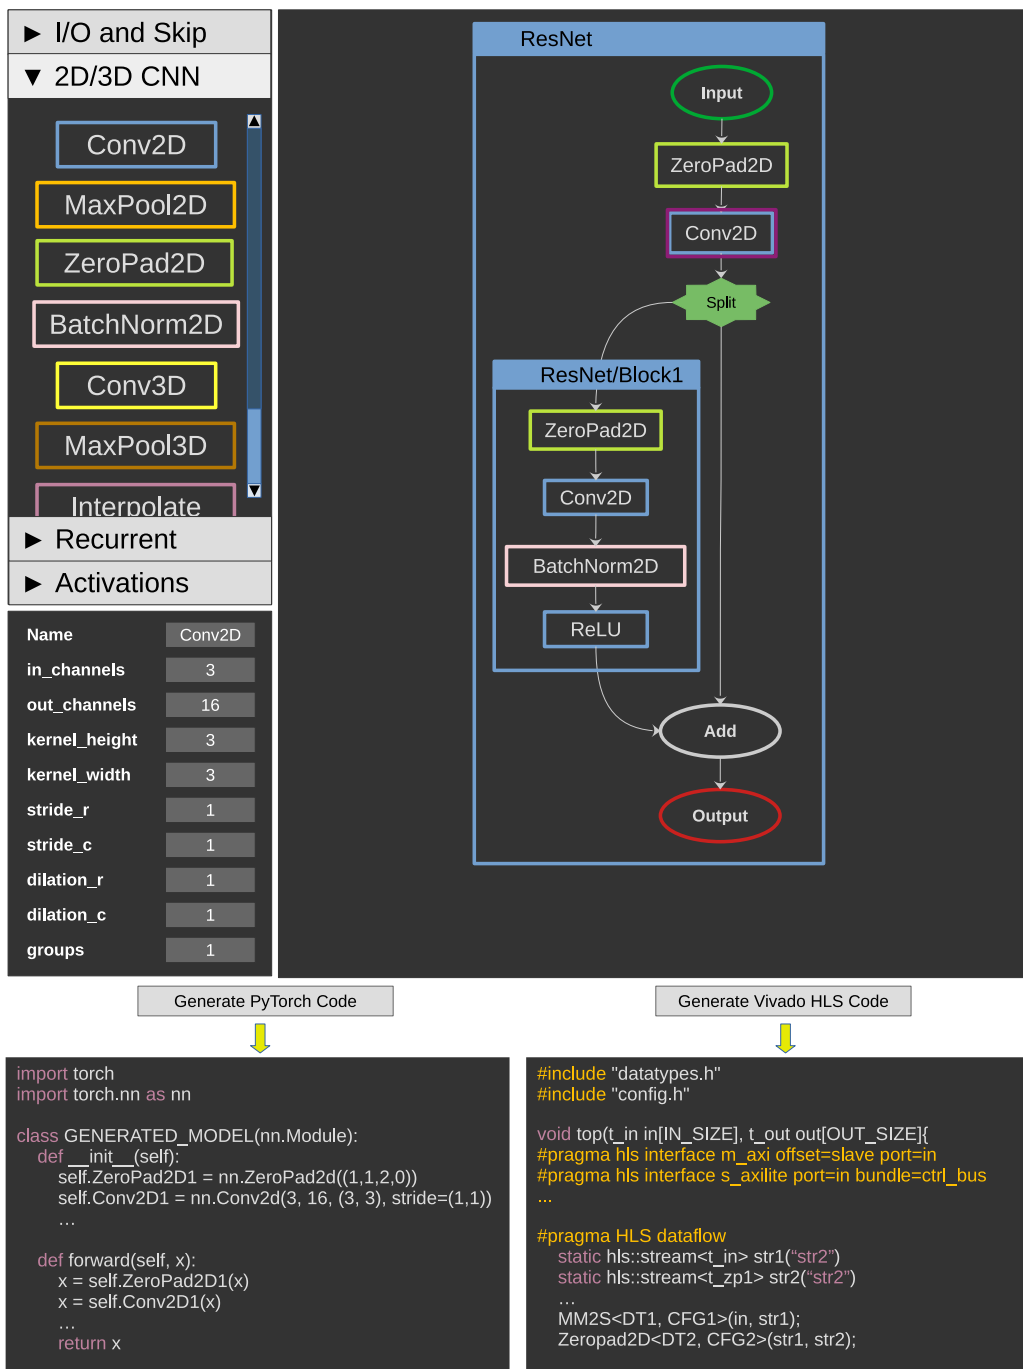 ► I/O and Skip
▼ 2D/3D CNN
Conv2D
MaxPool2D
ZeroPad2D
BatchNorm2D
Conv3D
MaxPool3D
Interpolate
► Recurrent
► Activations
Name Conv2D
in_channels 3
out_channels 16
kernel_height 3
kernel_width 3
stride_r 1
stride_c 1
dilation_r 1
dilation_c 1
groups 1
ResNet
Input
ZeroPad2D
Conv2D
Split
ResNet/Block1
ZeroPad2D
Conv2D
BatchNorm2D
ReLU
Add
Output
Generate PyTorch Code
import torch
import torch.nn as nn
class GENERATED_MODEL(nn.Module):
def __init__(self):
self.ZeroPad2D1 = nn.ZeroPad2d((1,1,2,0))
self.Conv2D1 = nn.Conv2d(3, 16, (3, 3), stride=(1,1))
…
def forward(self, x):
x = self.ZeroPad2D1(x)
x = self.Conv2D1(x)
…
return x
Generate Vivado HLS Code
#include "datatypes.h"
#include "config.h"
void top(t_in in[IN_SIZE], t_out out[OUT_SIZE]{
#pragma hls interface m_axi offset=slave port=in
#pragma hls interface s_axilite port=in bundle=ctrl_bus
...
#pragma HLS dataflow
static hls::stream<t_in> str1(“str2”)
static hls::stream<t_zp1> str2(“str2”)
…
MM2S<DT1, CFG1>(in, str1);
Zeropad2D<DT2, CFG2>(str1, str2);